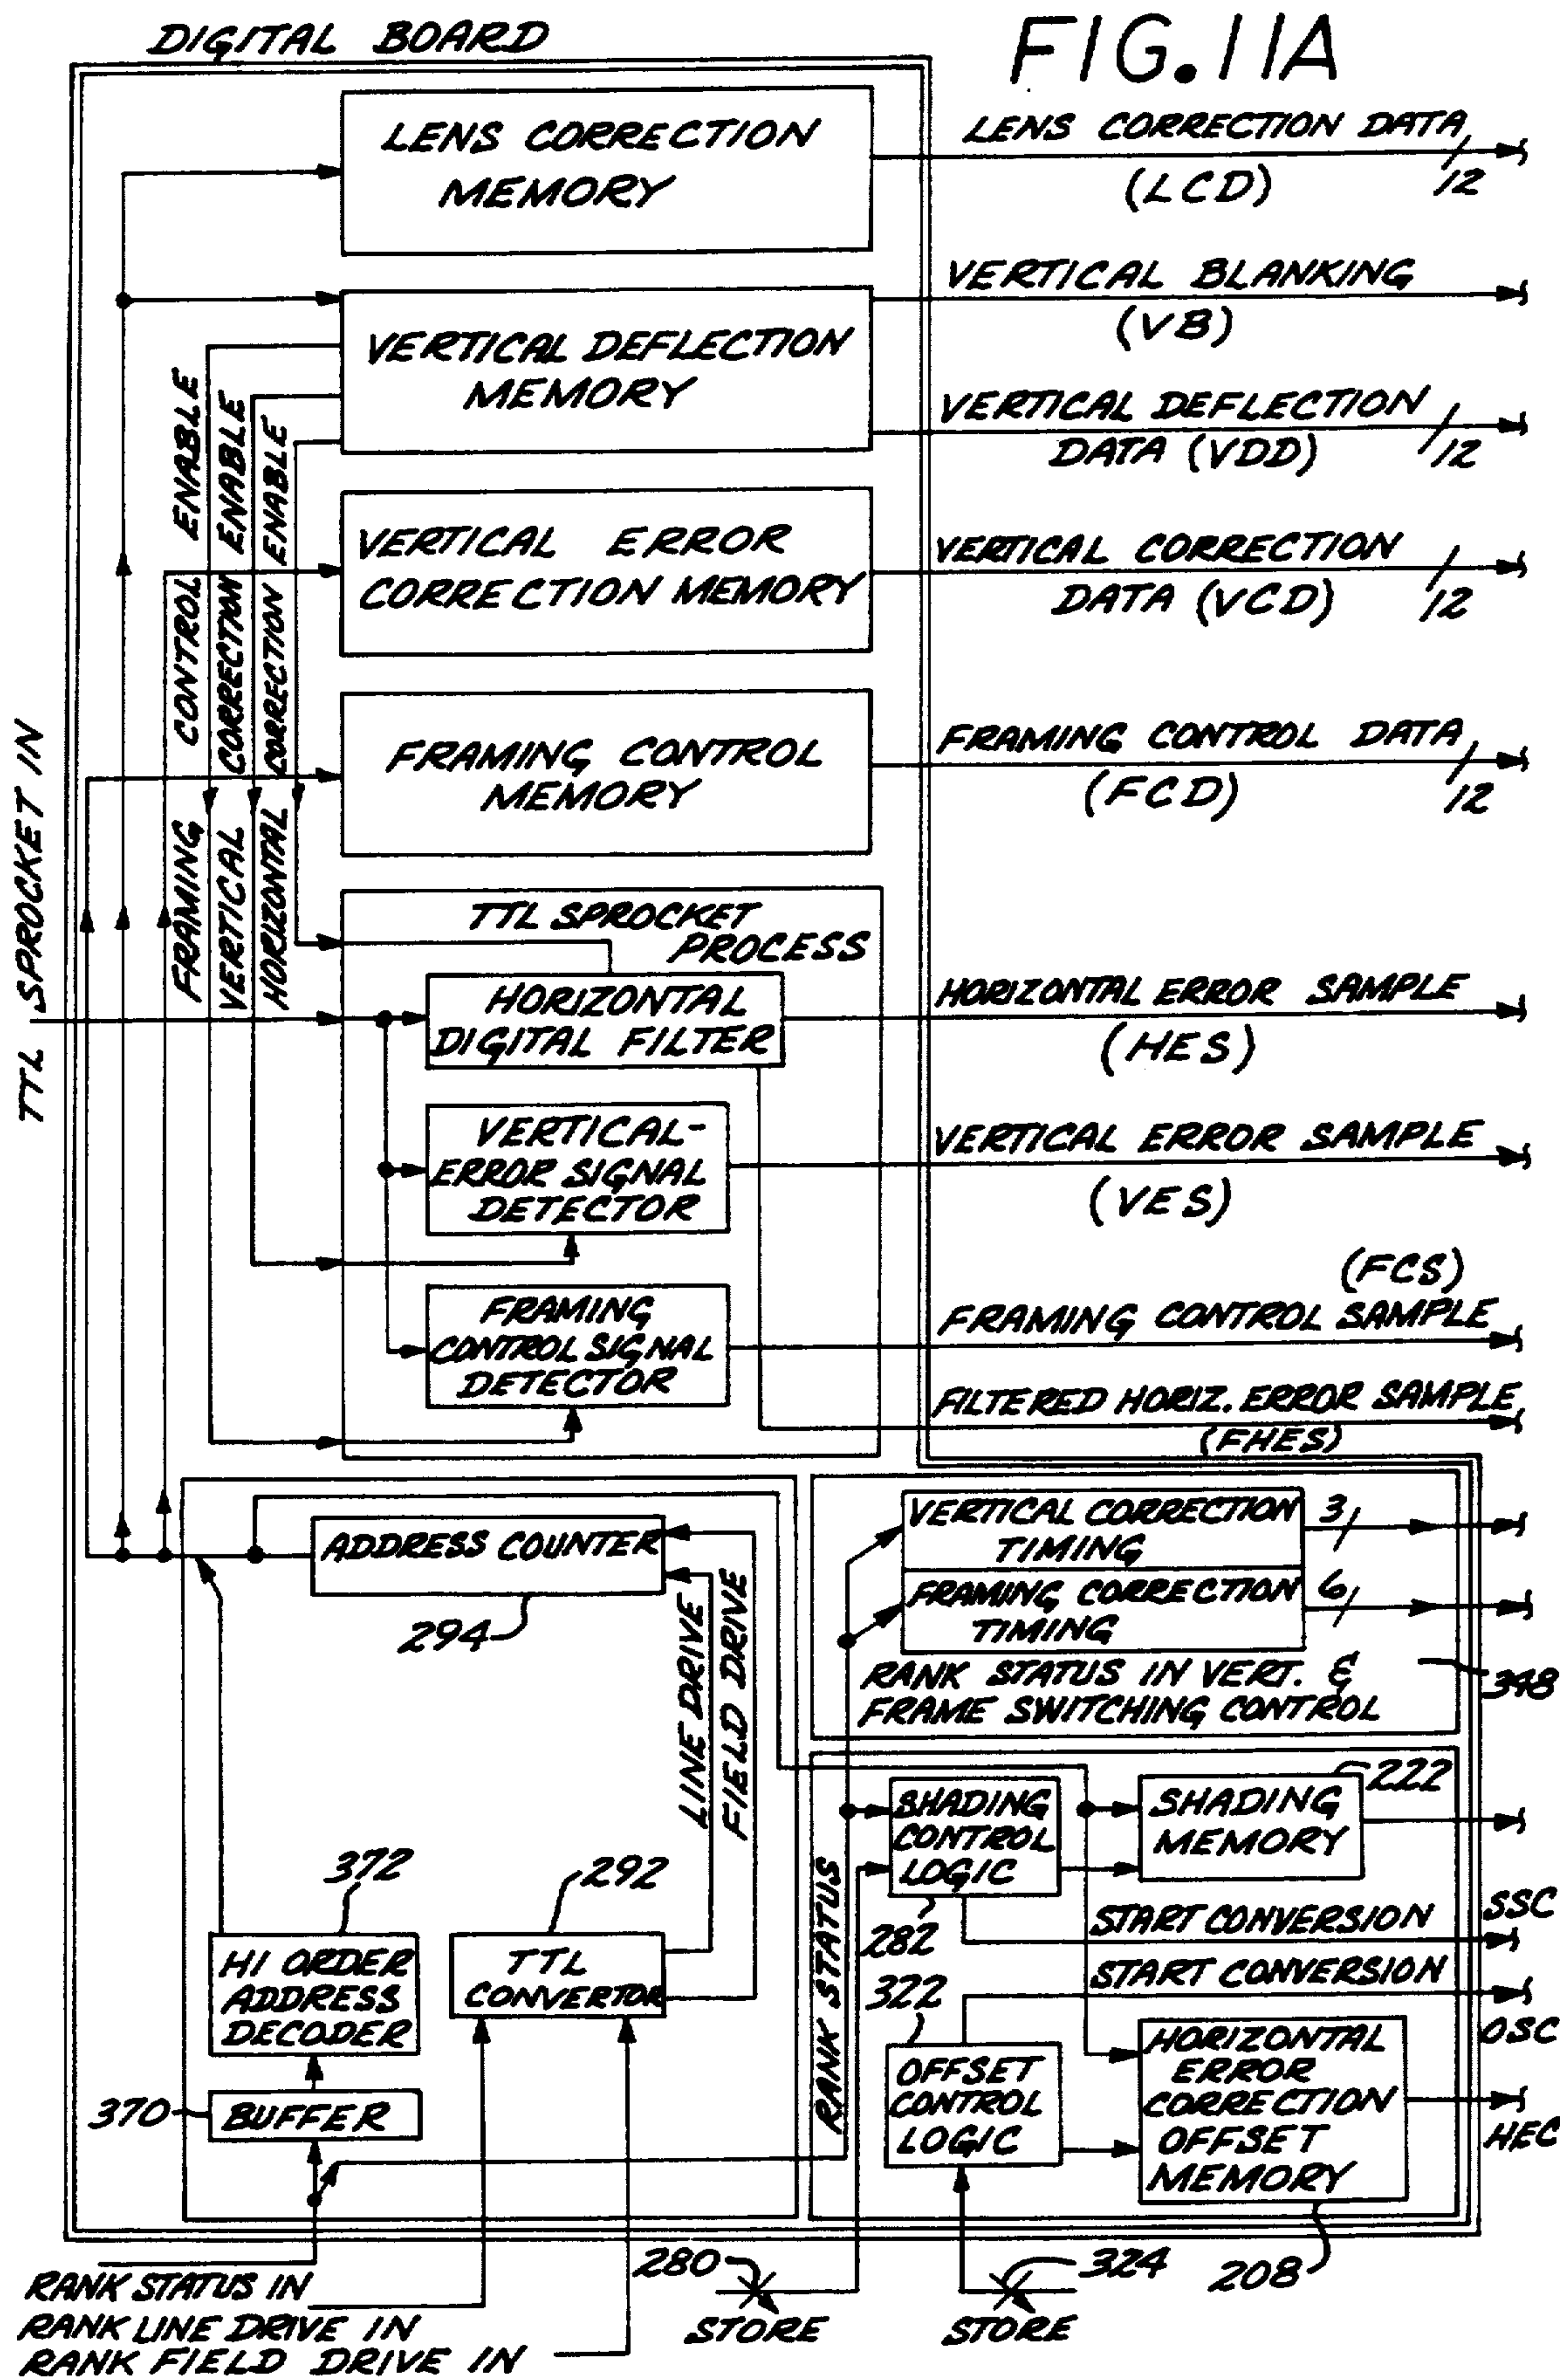 DIGITAL BOARD
FIG. 11A
LENS CORRECTION
MEMORY
LENS CORRECTION DATA
(LCD)
12
VERTICAL BLANKING
(VB)
VERTICAL DEFLECTION
MEMORY
VERTICAL DEFLECTION
DATA (VDD)
12
VERTICAL ERROR
CORRECTION MEMORY
VERTICAL CORRECTION
DATA (VCD)
12
FRAMING CONTROL
MEMORY
FRAMING CONTROL DATA
(FCD)
12
FRAMING CONTROL ENABLE
VERTICAL CORRECTION ENABLE
HORIZONTAL CORRECTION ENABLE
TTL SPROCKET IN
TTL SPROCKET
PROCESS
HORIZONTAL
DIGITAL FILTER
HORIZONTAL ERROR SAMPLE
(HES)
VERTICAL-
ERROR SIGNAL
DETECTOR
VERTICAL ERROR SAMPLE
(VES)
FRAMING
CONTROL SIGNAL
DETECTOR
(FCS)
FRAMING CONTROL SAMPLE
FILTERED HORIZ. ERROR SAMPLE
(FHES)
ADDRESS COUNTER
294
LINE DRIVE
FIELD DRIVE
VERTICAL CORRECTION
TIMING
3
FRAMING CORRECTION
TIMING
6
RANK STATUS IN VERT. &
FRAME SWITCHING CONTROL
348
SHADING
CONTROL
LOGIC
282
SHADING
MEMORY
222
START CONVERSION
SSC
START CONVERSION
OSC
RANK STATUS
322
OFFSET
CONTROL
LOGIC
HORIZONTAL
ERROR
CORRECTION
OFFSET
MEMORY
HEC
208
372
HI ORDER
ADDRESS
DECODER
292
TTL
CONVERTOR
370
BUFFER
RANK STATUS IN
RANK LINE DRIVE IN
RANK FIELD DRIVE IN
280
STORE
324
STORE